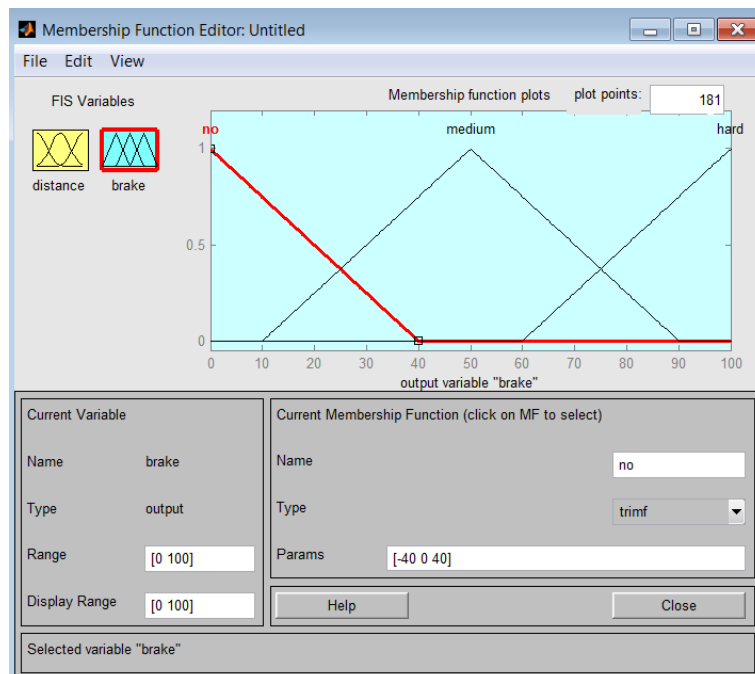 Membership Function Editor: Untitled
File Edit View
FIS Variables
distance brake
Membership function plots plot points: 181
no medium hard
1
0.5
0
0 10 20 30 40 50 60 70 80 90 100
output variable "brake"
Current Variable
Name brake
Type output
Range [0 100]
Display Range [0 100]
Current Membership Function (click on MF to select)
Name no
Type trimf
Params [-40 0 40]
Help Close
Selected variable "brake"